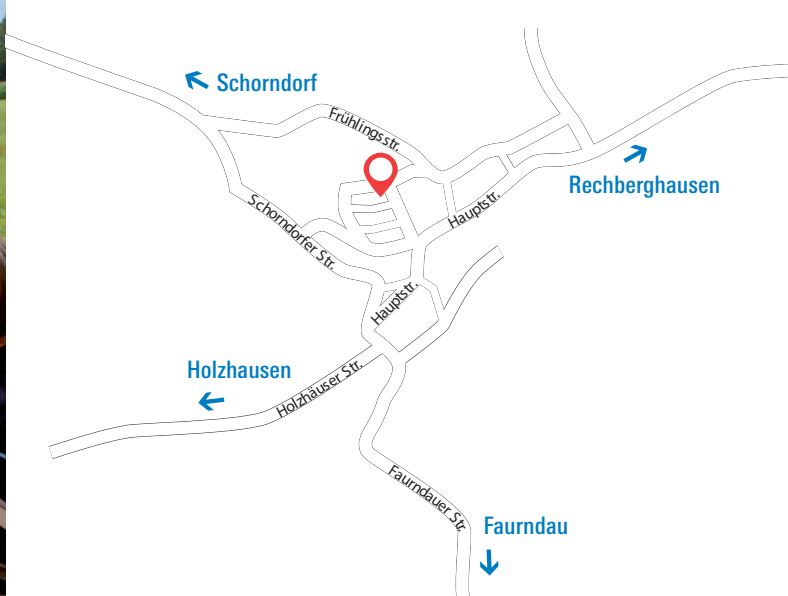 Schorndorf
Frühlingsstr.
Rechberghausen
Hauptstr.
Schorndorfer Str.
Hauptstr.
Holzhausen
Holzhäuser Str.
Faurndauer Str.
Faurndau